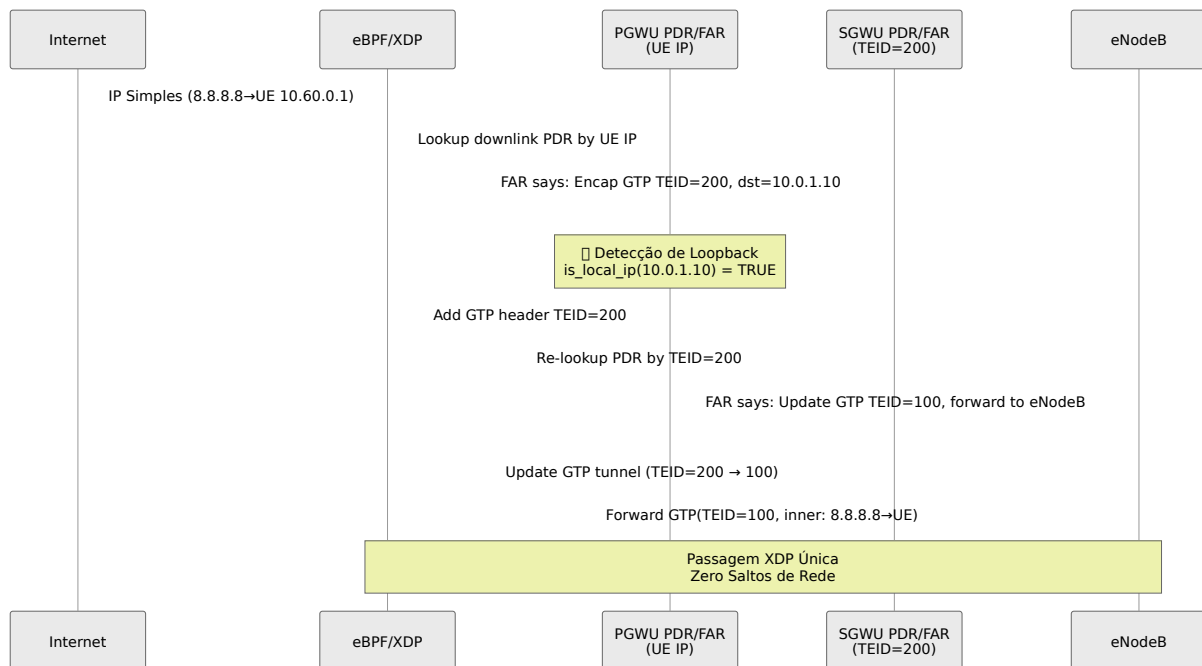 Internet
eBPF/XDP
PGWU PDR/FAR
(UE IP)
SGWU PDR/FAR
(TEID=200)
eNodeB
IP Simples (8.8.8.8→UE 10.60.0.1)
Lookup downlink PDR by UE IP
FAR says: Encap GTP TEID=200, dst=10.0.1.10
Detecção de Loopback
is_local_ip(10.0.1.10) = TRUE
Add GTP header TEID=200
Re-lookup PDR by TEID=200
FAR says: Update GTP TEID=100, forward to eNodeB
Update GTP tunnel (TEID=200 → 100)
Forward GTP(TEID=100, inner: 8.8.8.8→UE)
Passagem XDP Única
Zero Saltos de Rede
Internet
eBPF/XDP
PGWU PDR/FAR
(UE IP)
SGWU PDR/FAR
(TEID=200)
eNodeB